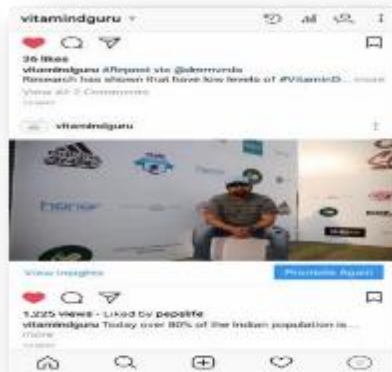 vitamindguru
36 likes
vitamindguru #Repost via @dremveda
Research has shown that have low levels of #VitaminD... more
View all 2 Comments
vitamindguru
adidas
honor
View Insights
Promote Again
1,225 views · Liked by pepslife
vitamindguru Today over 80% of the Indian population is...
more